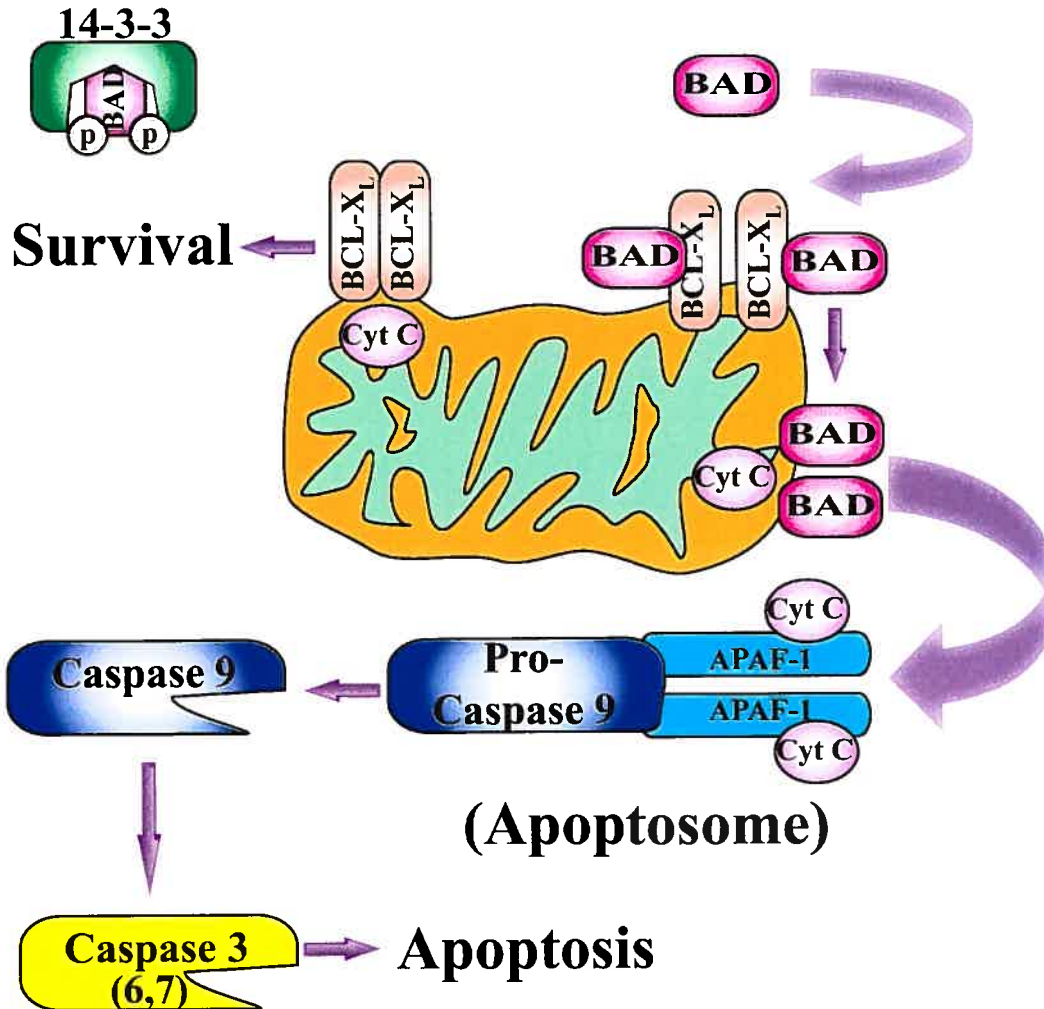 14-3-3
BAD
p
p
BAD
BCL-XL
BCL-XL
Survival
BAD
BCL-XL
BCL-XL
BAD
Cyt C
BAD
Cyt C
BAD
Cyt C
Caspase 9
Pro-
Caspase 9
APAF-1
APAF-1
Cyt C
(Apoptosome)
Caspase 3
(6,7)
Apoptosis